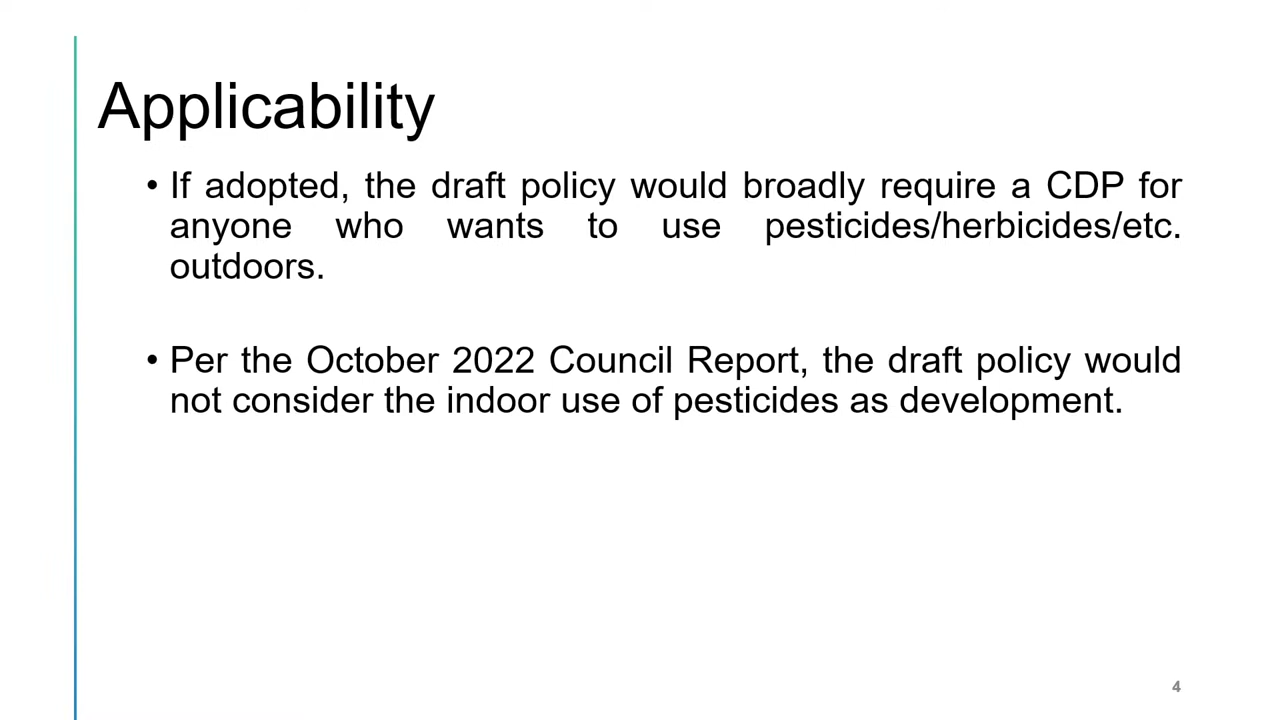 Applicability
• If adopted, the draft policy would broadly require a CDP for
anyone who wants to use pesticides/herbicides/etc.
outdoors.
• Per the October 2022 Council Report, the draft policy would
not consider the indoor use of pesticides as development.
4